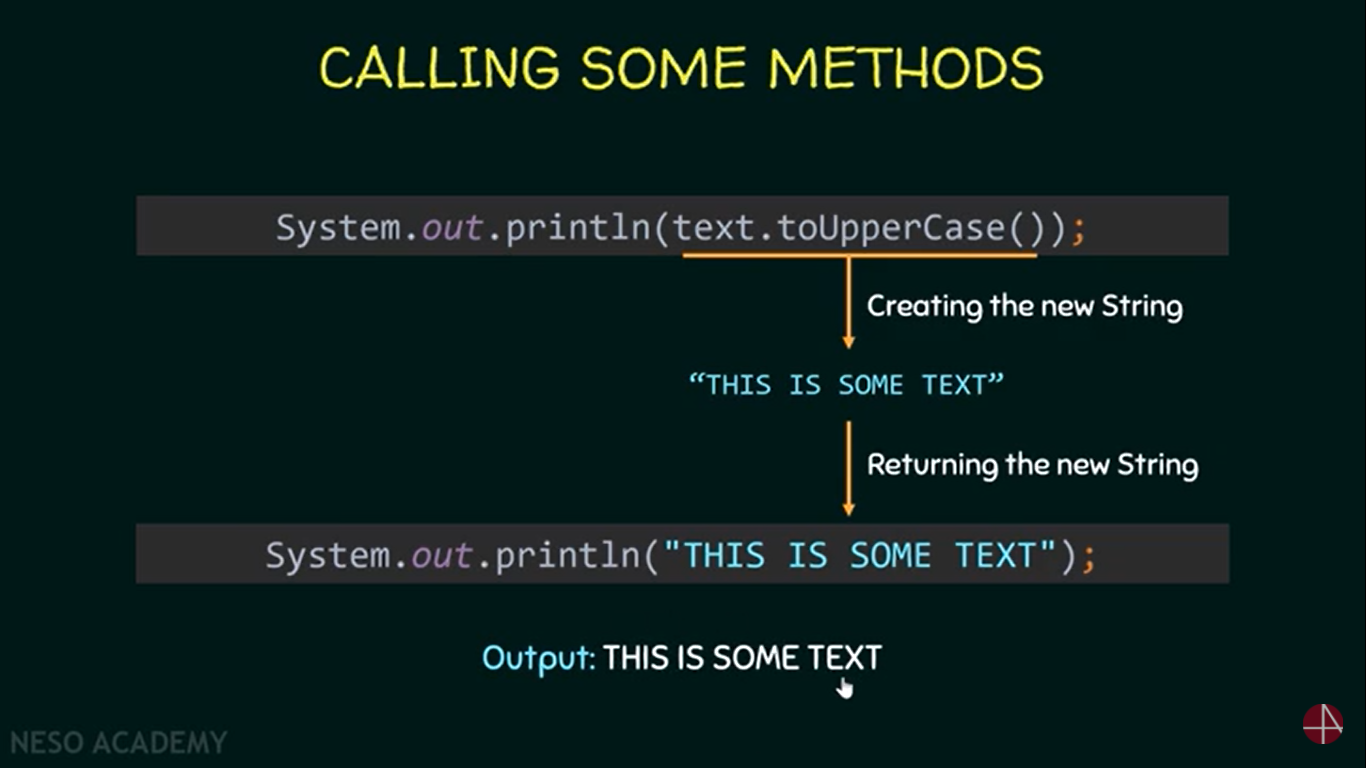 CALLING SOME METHODS
System.out.println(text.toUpperCase());
Creating the new String
“THIS IS SOME TEXT”
Returning the new String
System.out.println("THIS IS SOME TEXT");
Output: THIS IS SOME TEXT
NESO ACADEMY